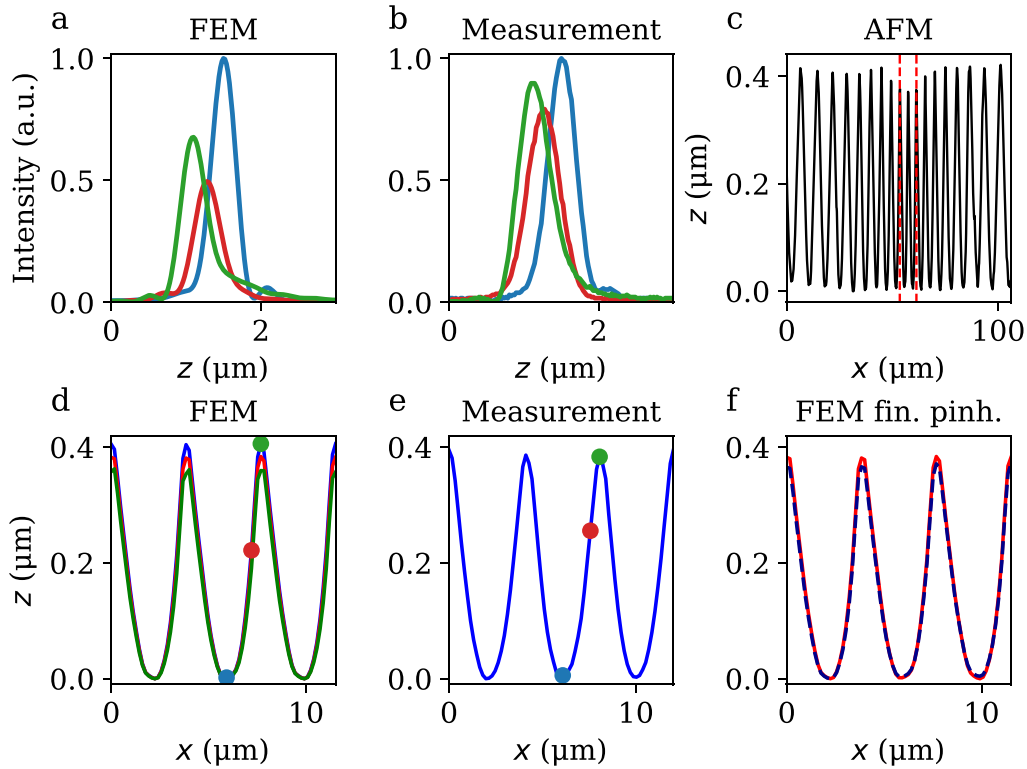 a FEM
b Measurement
c AFM
Intensity (a.u.)
1.0
0.5
0.0
0 2
z (μm)
0 2
z (μm)
z (μm)
0.4
0.2
0.0
0 100
x (μm)
d FEM
e Measurement
f FEM fin. pinh.
z (μm)
0.4
0.2
0.0
0 10
x (μm)
0.4
0.2
0.0
0 10
x (μm)
0.4
0.2
0.0
0 10
x (μm)
1.0
0.5
0.0